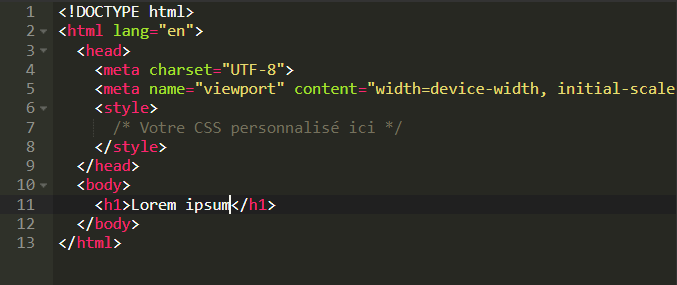 1 <!DOCTYPE html>
2 <html lang="en">
3 <head>
4 <meta charset="UTF-8">
5 <meta name="viewport" content="width=device-width, initial-scale
6 <style>
7 /* Votre CSS personnalisé ici */
8 </style>
9 </head>
10 <body>
11 <h1>Lorem ipsum</h1>
12 </body>
13 </html>